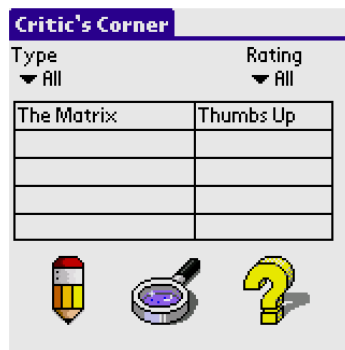 Critic's Corner
Type Rating
All All
The Matrix Thumbs Up